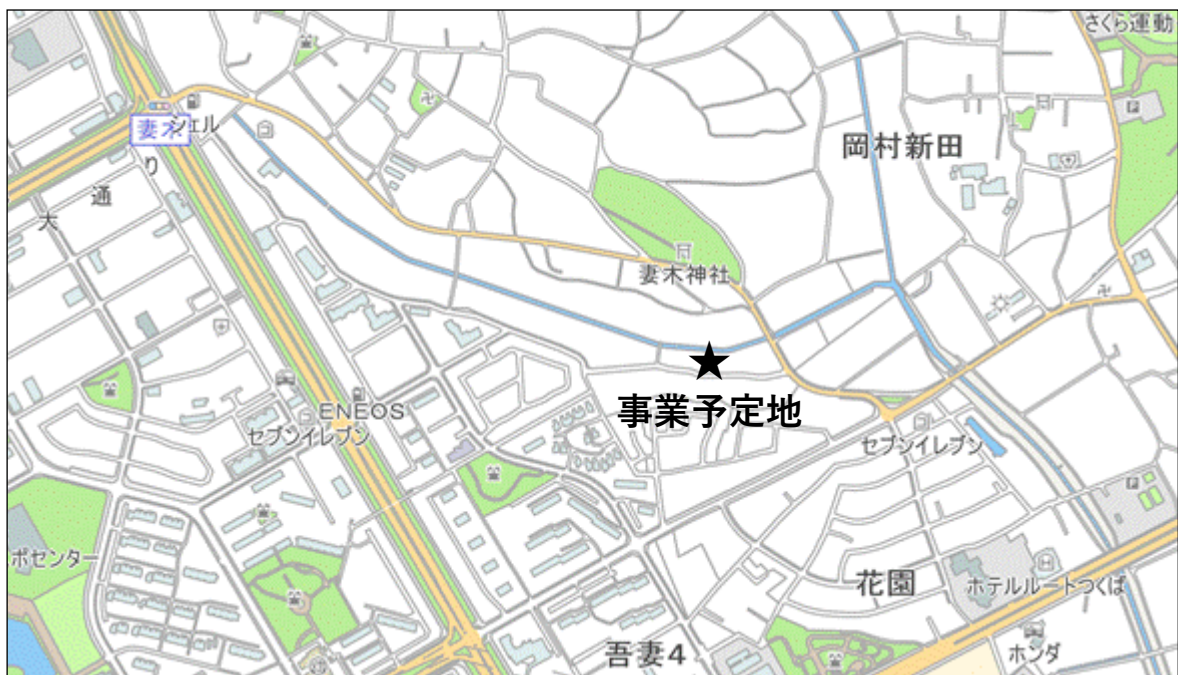 さくら運動
妻木
シェル
り
通
大
岡村新田
妻木神社
事業予定地
ENEOS
セブンイレブン
セブンイレブン
ポセンター
花園
ホテルルートつくば
吾妻4
ホンダ